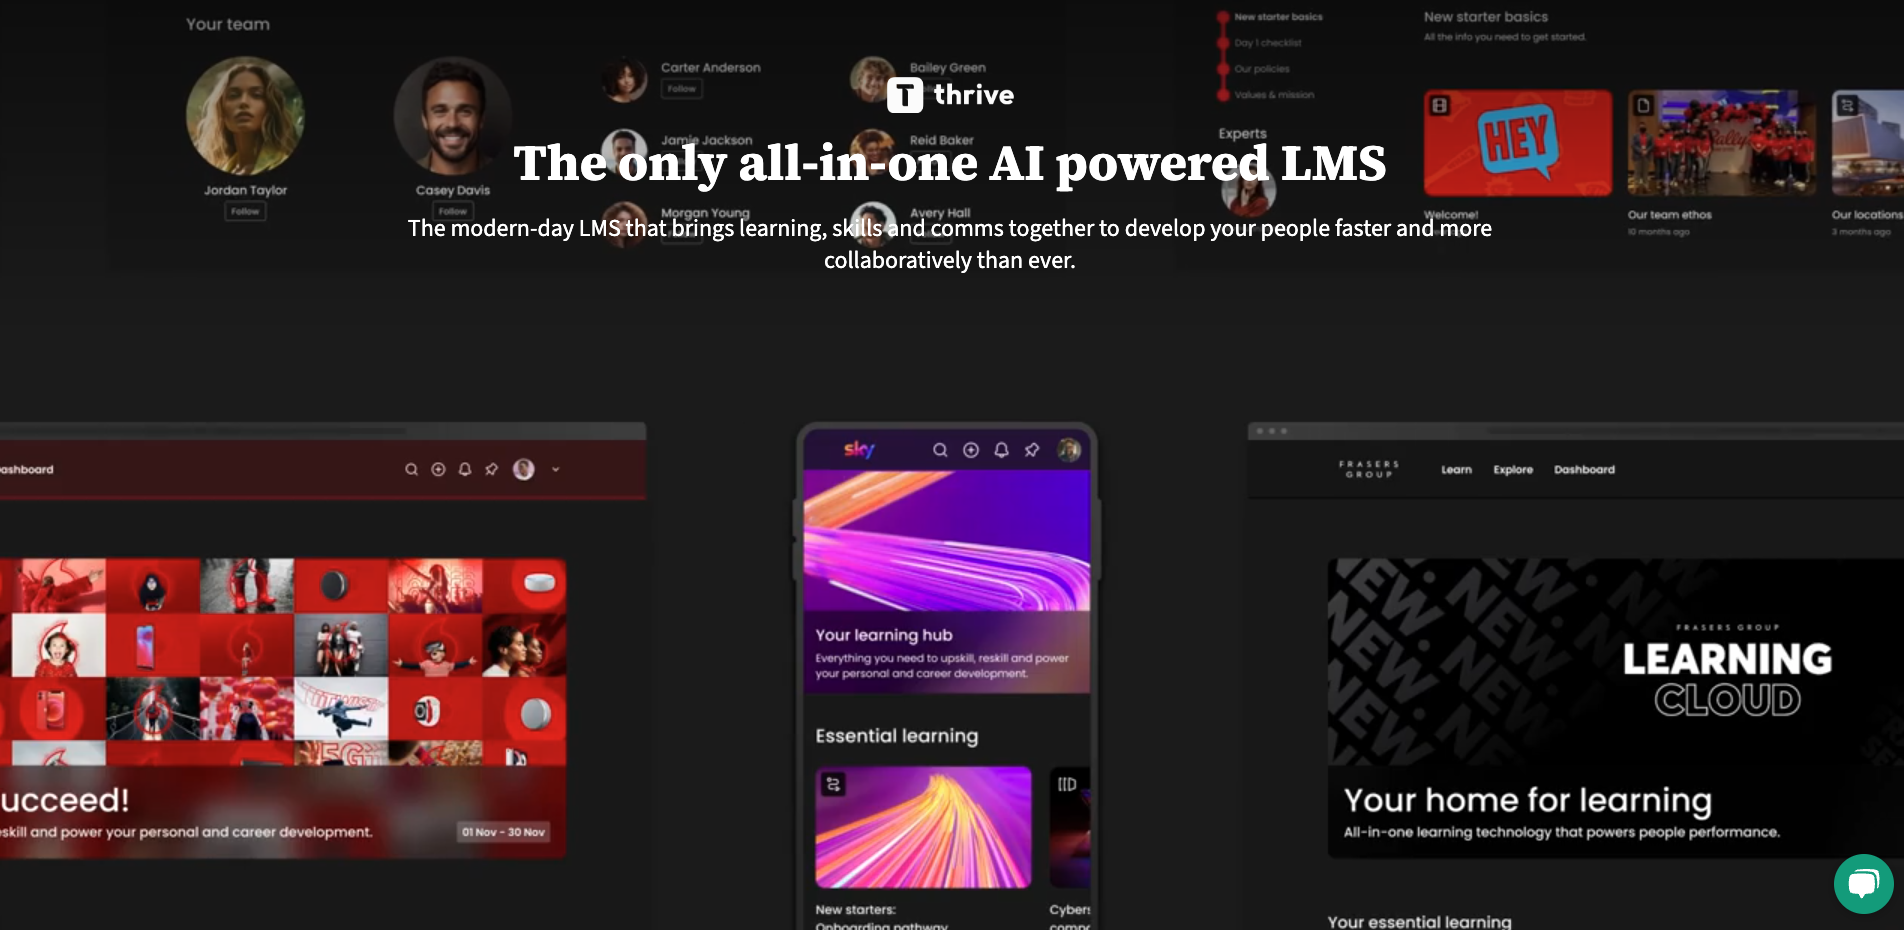 Your team
Jordan Taylor
Follow
Casey Davis
Follow
Carter Anderson
Follow
Jamie Jackson
Morgan Young
Bailey Green
Reid Baker
Avery Hall
New starter basics
Day 1 checklist
Our policies
Values & mission
Experts
New starter basics
All the info you need to get started.
HEY
Welcome!
Our team ethos
10 months ago
Our locations
3 months ago
T thrive
The only all-in-one AI powered LMS
The modern-day LMS that brings learning, skills and comms together to develop your people faster and more
collaboratively than ever.
ashboard
ucceed!
eskill and power your personal and career development.
01 Nov - 30 Nov
sky
Your learning hub
Everything you need to upskill, reskill and power
your personal and career development.
Essential learning
New starters:
Onboarding pathway
Cybers
FRASERS
GROUP
Learn Explore Dashboard
NEW
FRASERS GROUP
LEARNING
CLOUD
Your home for learning
All-in-one learning technology that powers people performance.
Your essential learning